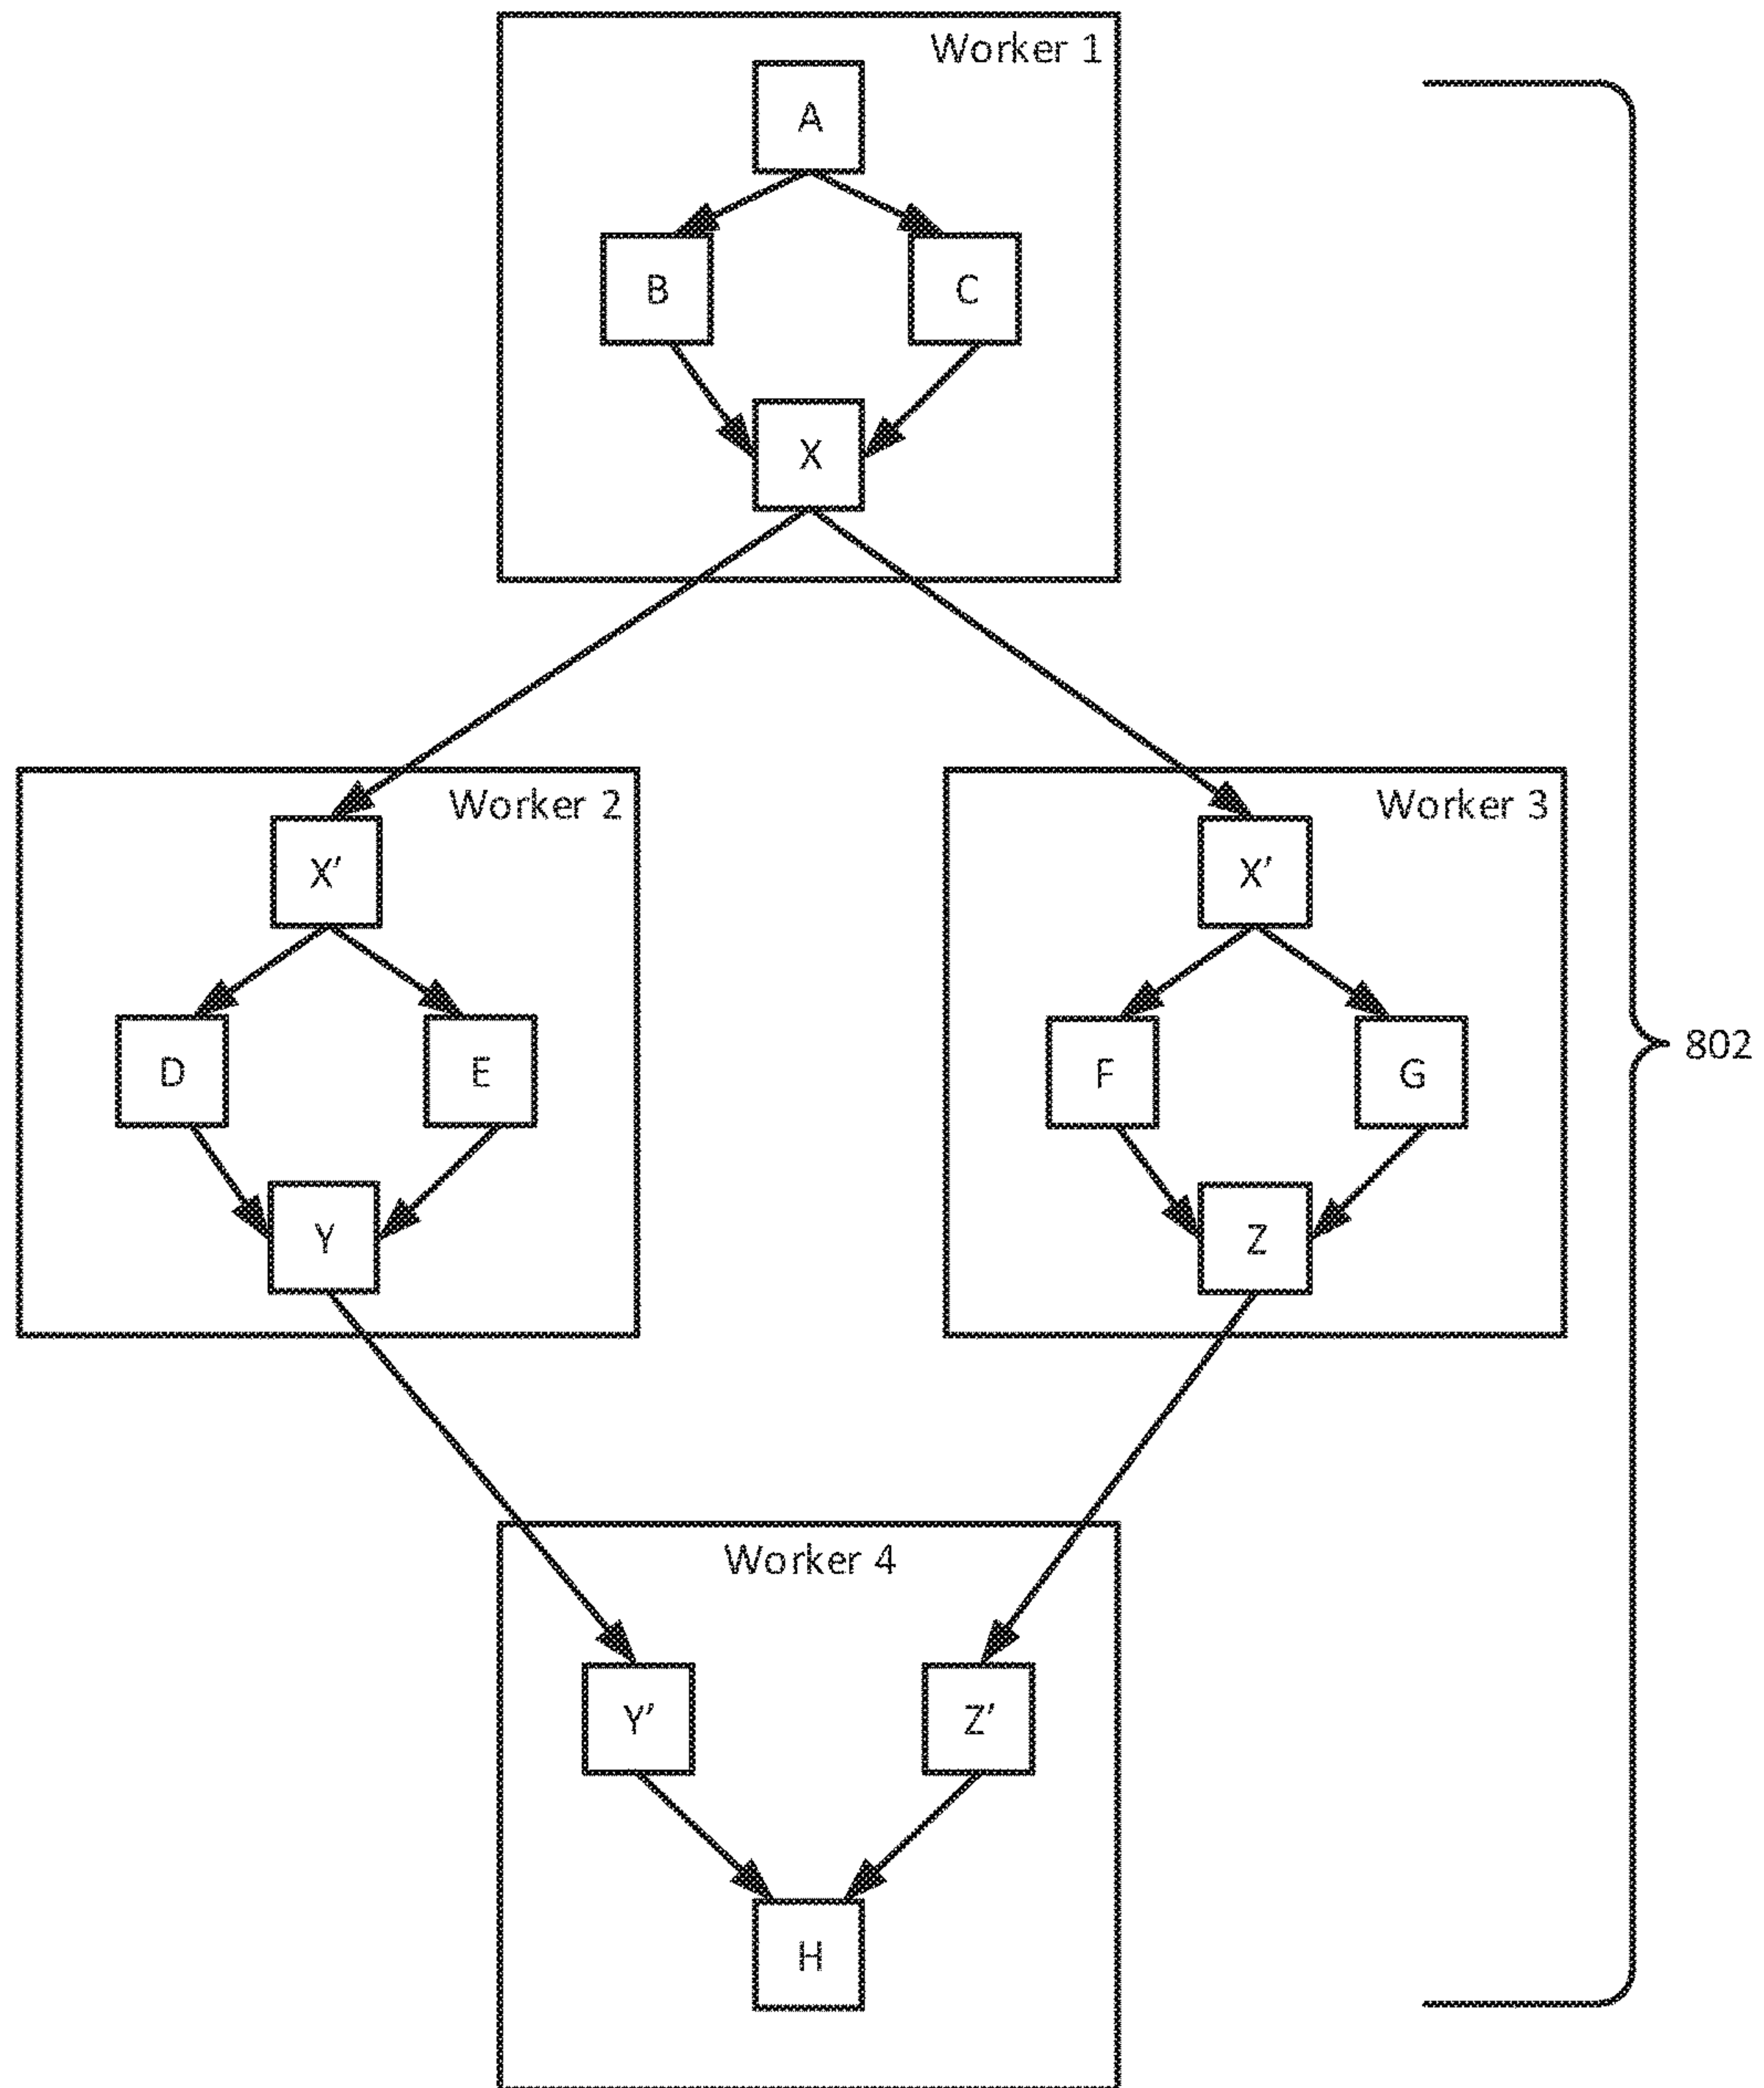 Worker 1
A
B
C
X
Worker 2
Worker 3
X'
X'
D
E
F
G
802
Y
Z
Worker 4
Y'
Z'
H